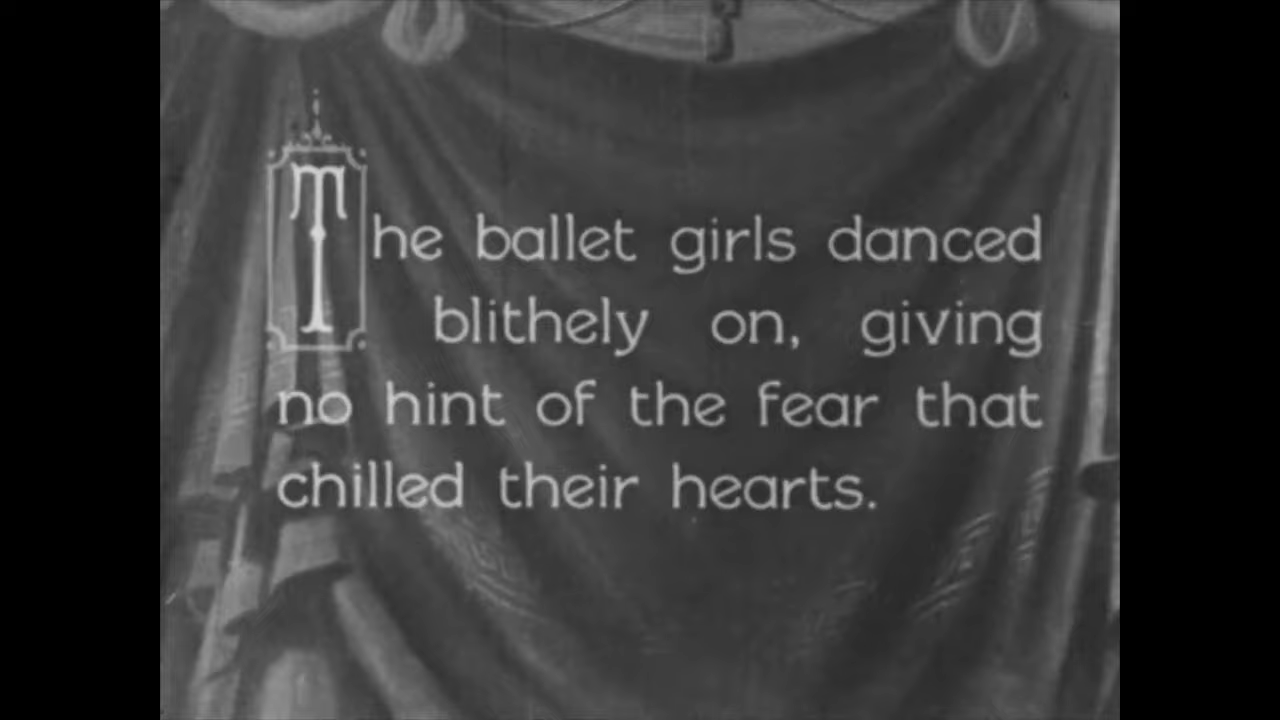 The ballet girls danced
blithely on, giving
no hint of the fear that
chilled their hearts.